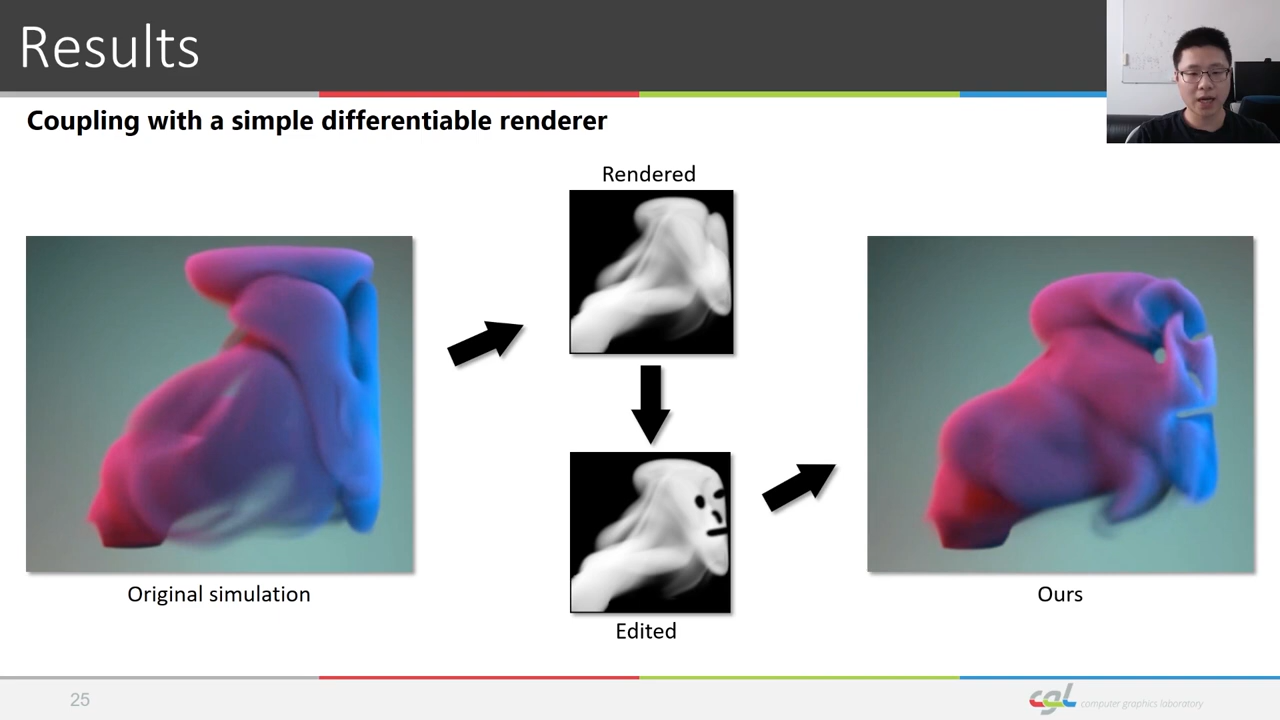 Results
Coupling with a simple differentiable renderer
Rendered
Original simulation
Ours
Edited
25
cgl computer graphics laboratory